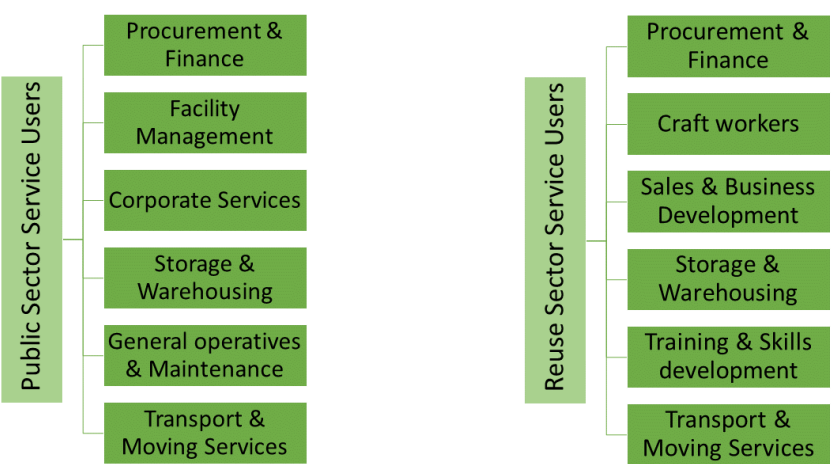 Public Sector Service Users
Procurement &
Finance
Facility
Management
Corporate Services
Storage &
Warehousing
General operatives
& Maintenance
Transport &
Moving Services
Reuse Sector Service Users
Procurement &
Finance
Craft workers
Sales & Business
Development
Storage &
Warehousing
Training & Skills
development
Transport &
Moving Services